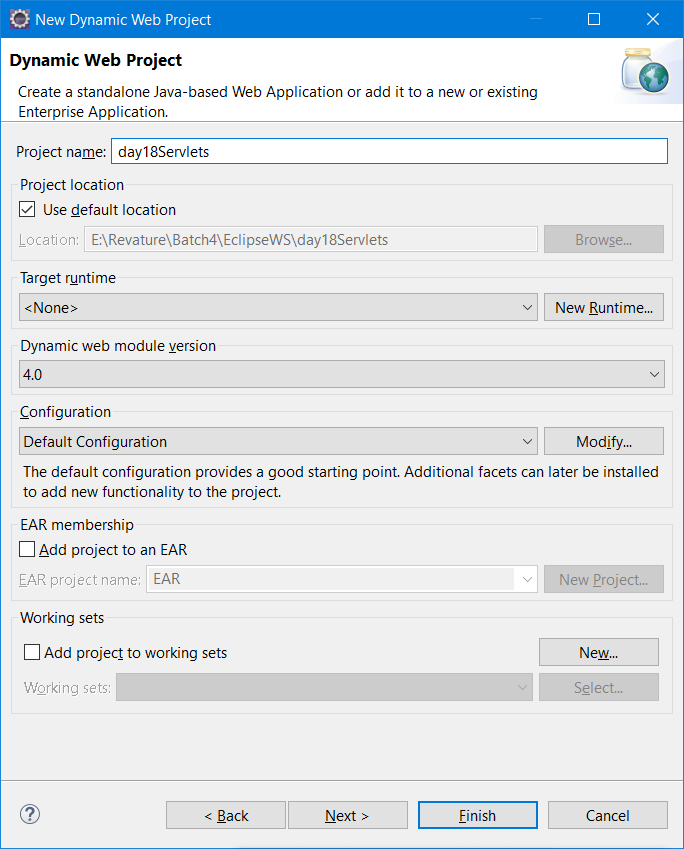 New Dynamic Web Project
Dynamic Web Project
Create a standalone Java-based Web Application or add it to a new or existing
Enterprise Application.
Project name: day18Servlets
Project location
Use default location
Location: E:\Revature\Batch4\EclipseWS\day18Servlets Browse...
Target runtime
<None> New Runtime...
Dynamic web module version
4.0
Configuration
Default Configuration Modify...
The default configuration provides a good starting point. Additional facets can later be installed
to add new functionality to the project.
EAR membership
Add project to an EAR
EAR project name: EAR New Project...
Working sets
Add project to working sets New...
Working sets: Select...
? < Back Next > Finish Cancel